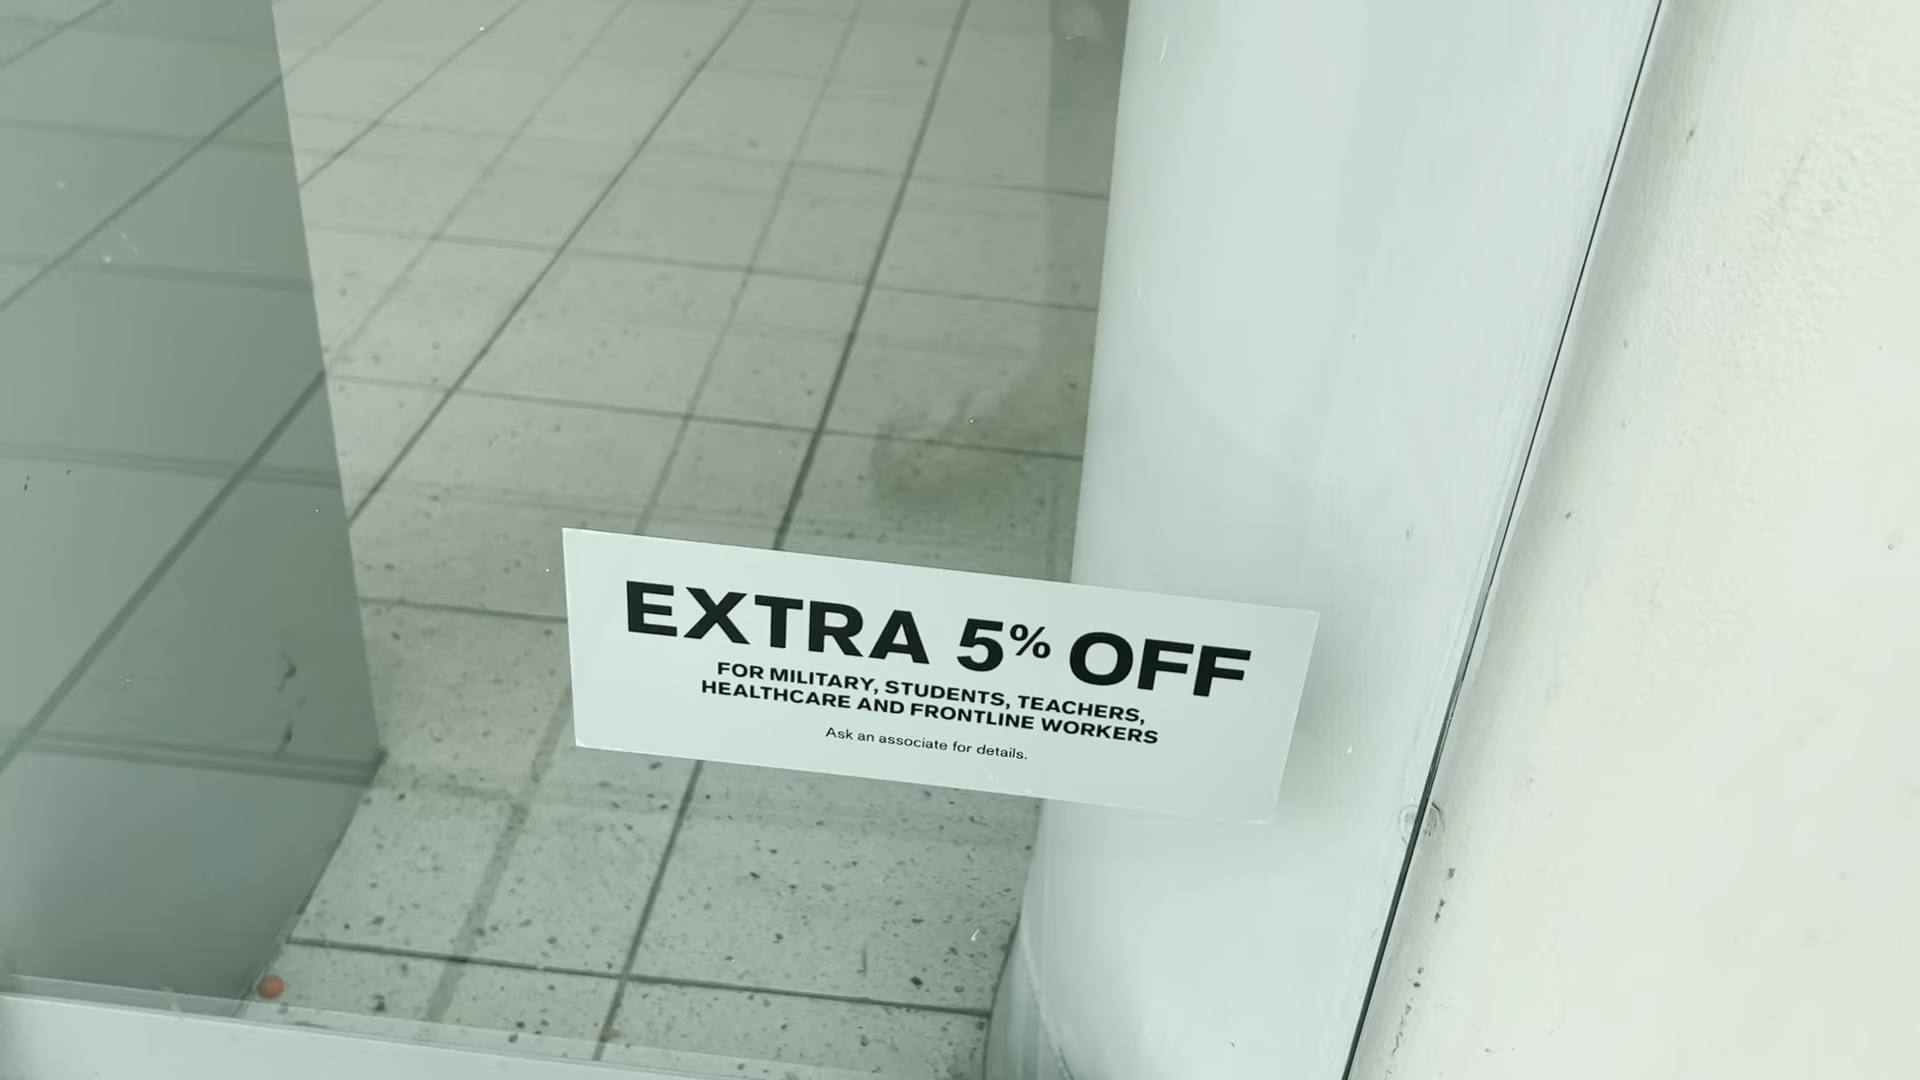 EXTRA 5% OFF
FOR MILITARY, STUDENTS, TEACHERS,
HEALTHCARE AND FRONTLINE WORKERS
Ask an associate for details.